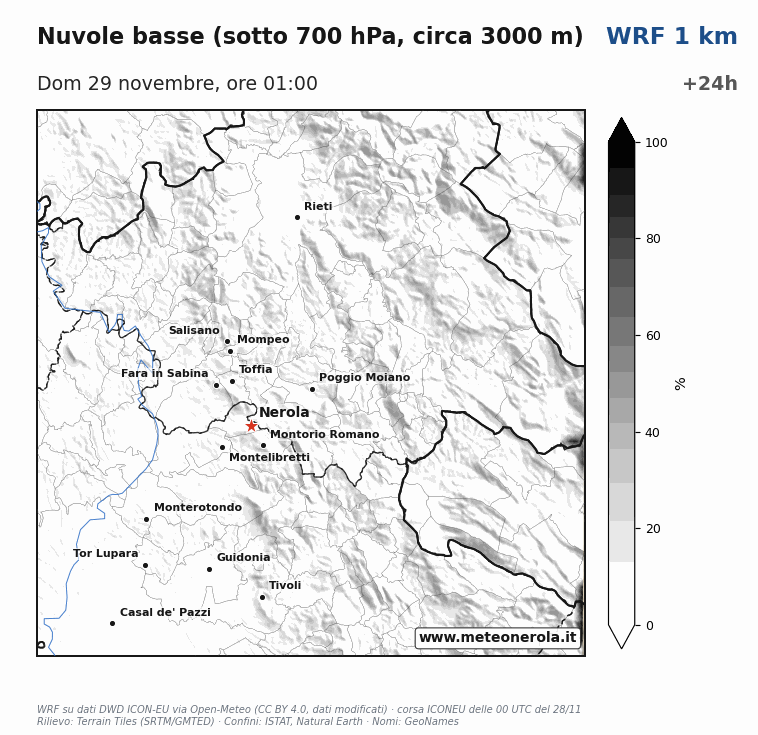 Nuvole basse (sotto 700 hPa, circa 3000 m) WRF 1 km
Dom 29 novembre, ore 01:00 +24h
100
80
60
40
20
0
%
Rieti
Salisano
Mompeo
Toffia
Fara in Sabina
Poggio Moiano
Nerola
Montorio Romano
Montelibretti
Monterotondo
Tor Lupara
Guidonia
Tivoli
Casal de' Pazzi
www.meteonerola.it
WRF su dati DWD ICON-EU via Open-Meteo (CC BY 4.0, dati modificati) · corsa ICONEU delle 00 UTC del 28/11
Rilievo: Terrain Tiles (SRTM/GMTED) · Confini: ISTAT, Natural Earth · Nomi: GeoNames